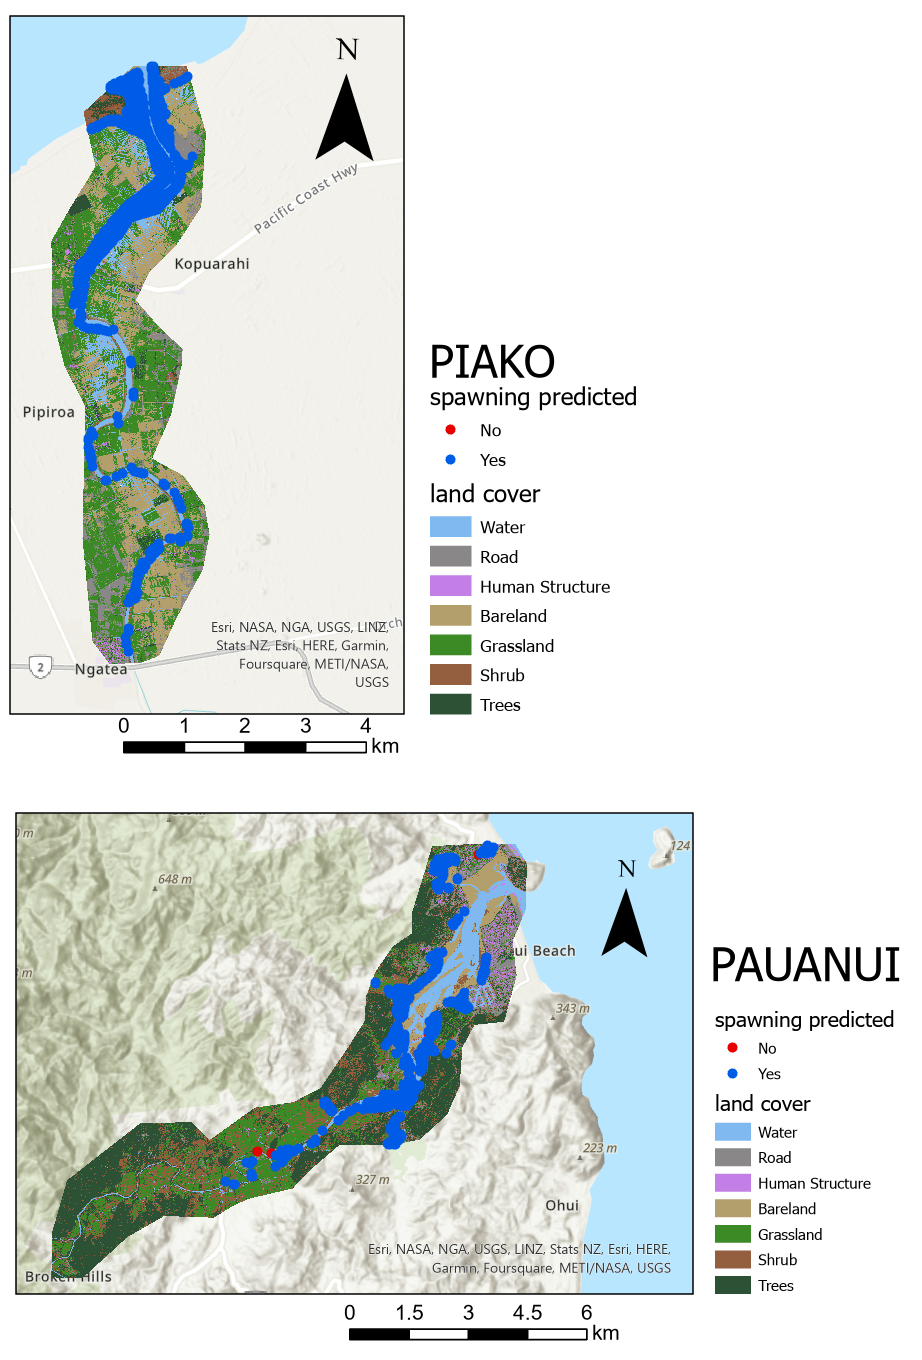 N
Pacific Coast Hwy
Kopuarahi
Pipiroa
Esri, NASA, NGA, USGS, LINZ,
Stats NZ, Esri, HERE, Garmin,
Foursquare, METI/NASA,
USGS
2
Ngatea
0 1 2 3 4
km
PIAKO
spawning predicted
No
Yes
land cover
Water
Road
Human Structure
Bareland
Grassland
Shrub
Trees
648 m
124
N
ui Beach
343 m
223 m
327 m
Ohui
Esri, NASA, NGA, USGS, LINZ, Stats NZ, Esri, HERE,
Garmin, Foursquare, METI/NASA, USGS
Broken Hills
0 1.5 3 4.5 6
km
PAUANUI
spawning predicted
No
Yes
land cover
Water
Road
Human Structure
Bareland
Grassland
Shrub
Trees